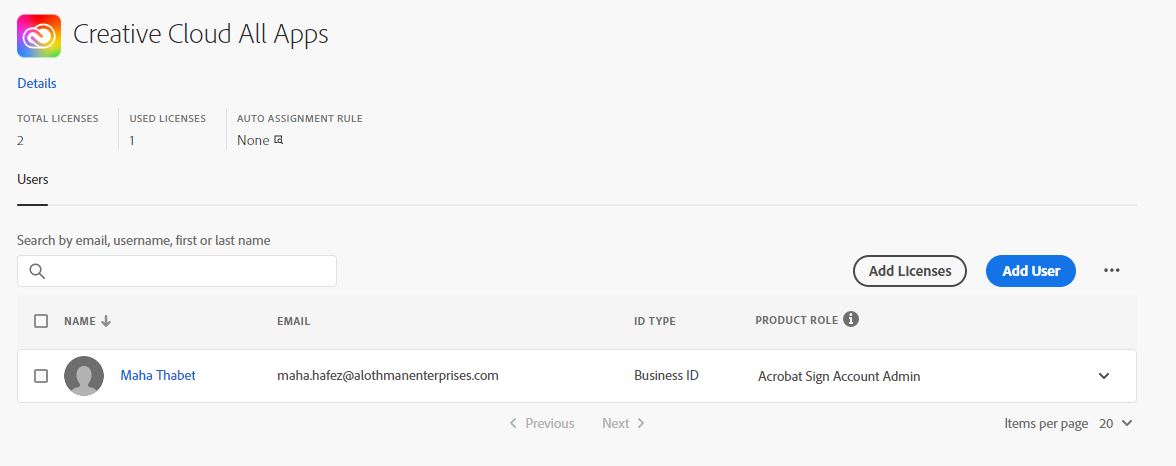 Creative Cloud All Apps
Details
TOTAL LICENSES USED LICENSES AUTO ASSIGNMENT RULE
2 1 None
Users
Search by email, username, first or last name
Add Licenses Add User
NAME EMAIL ID TYPE PRODUCT ROLE
Maha Thabet maha.hafez@alothmanenterprises.com Business ID Acrobat Sign Account Admin
Previous Next Items per page 20